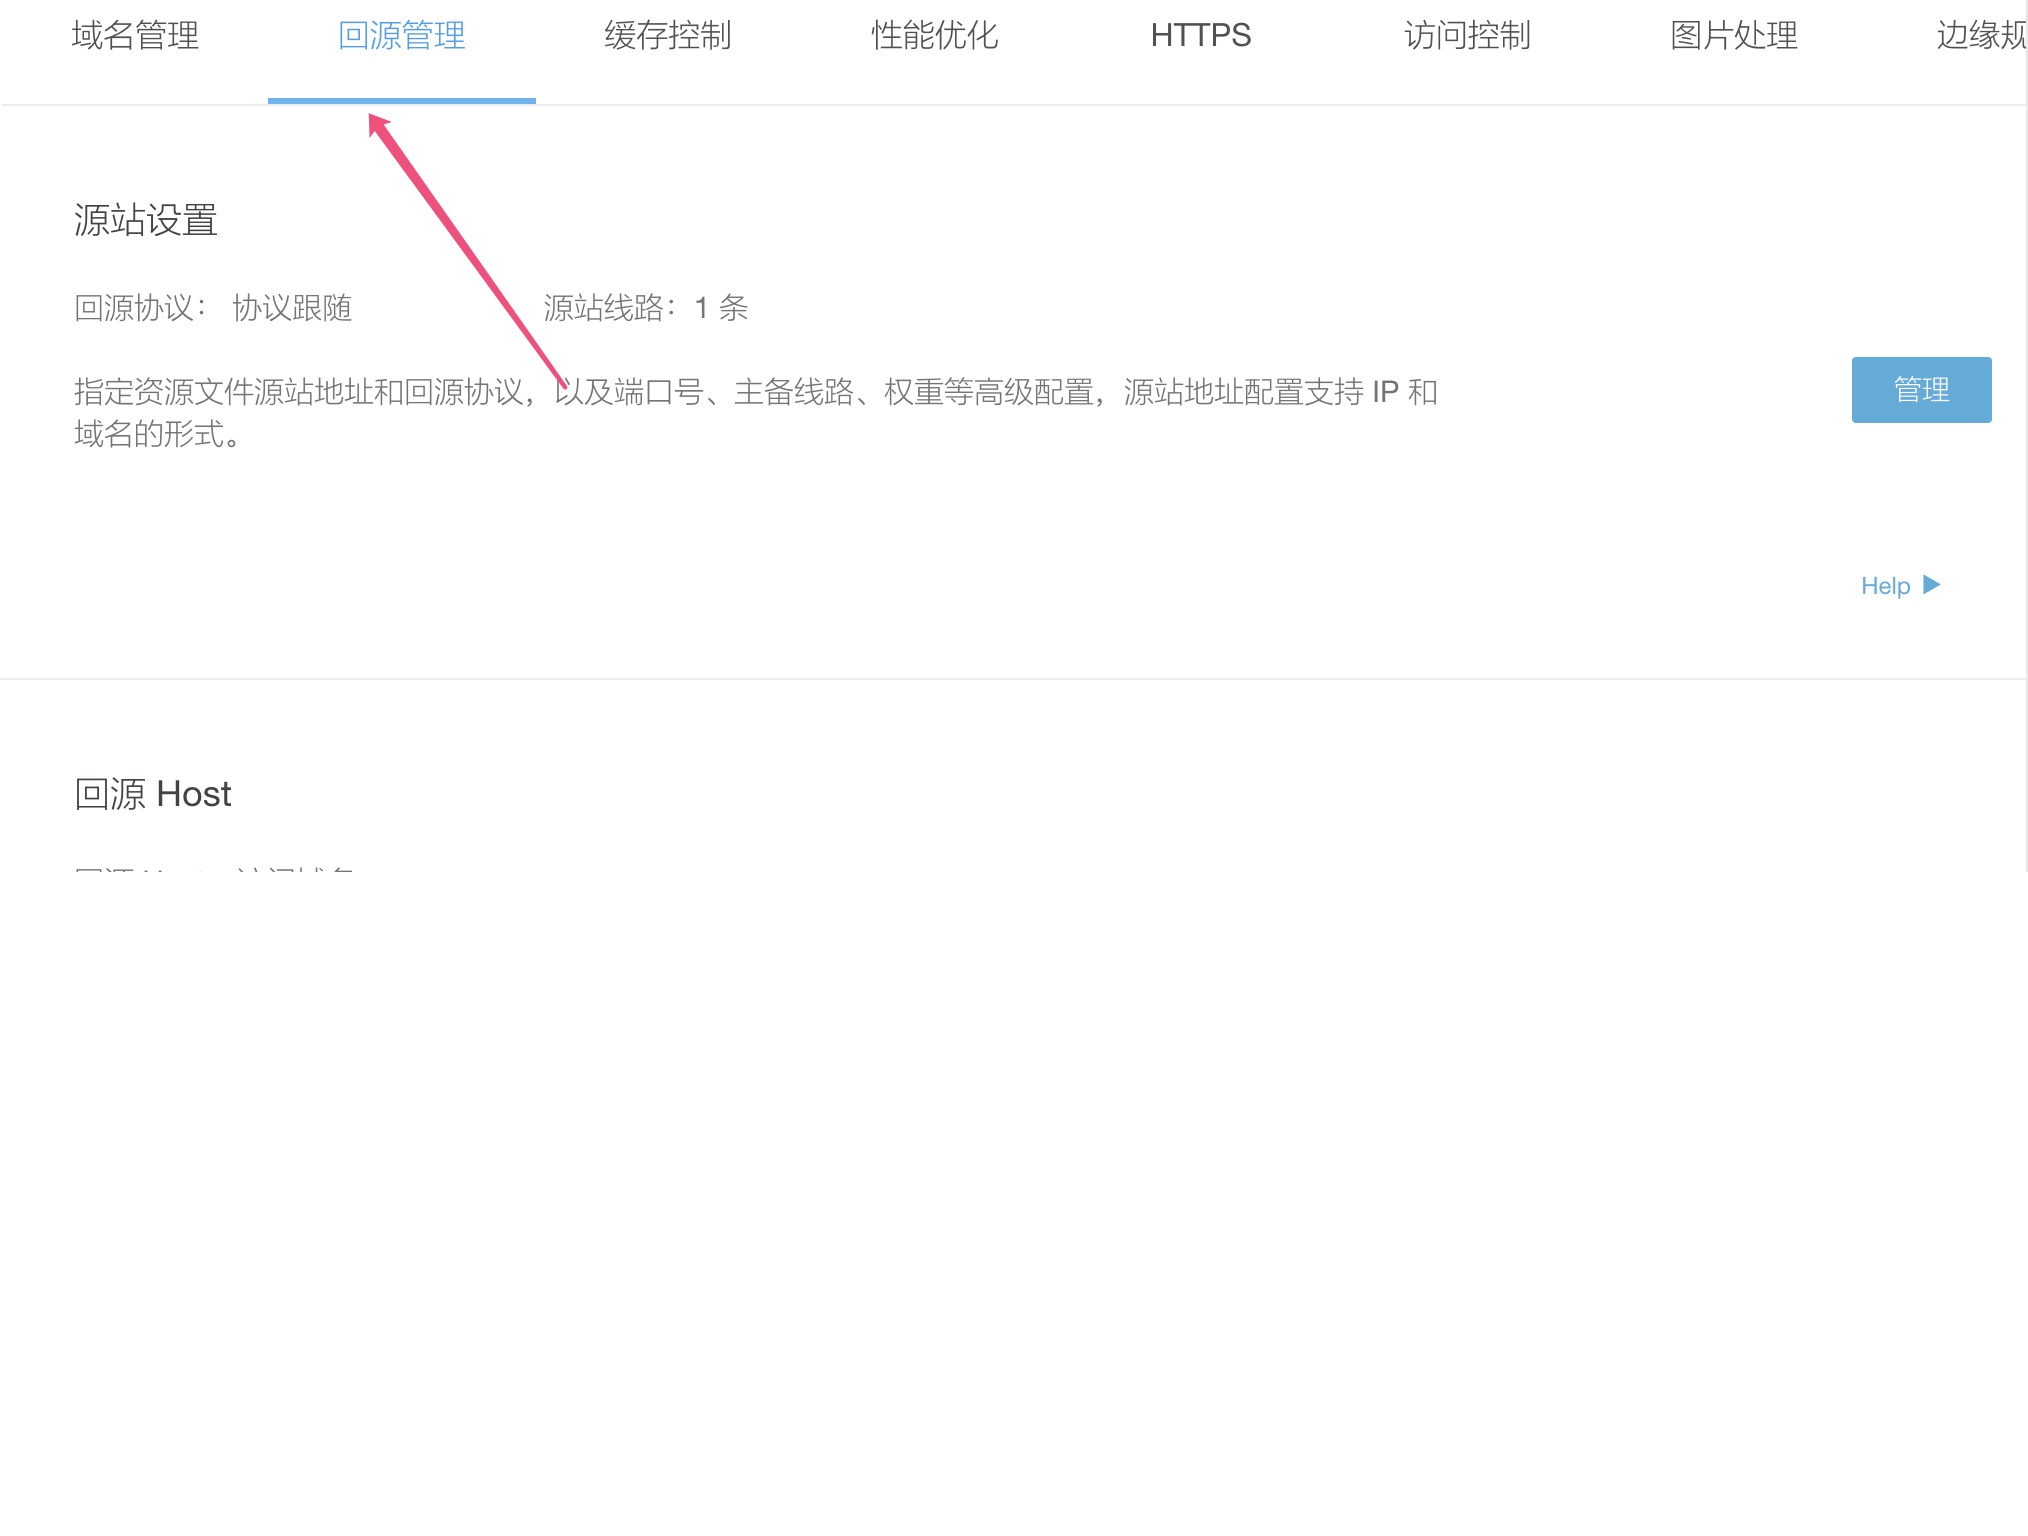 域名管理 回源管理 缓存控制 性能优化 HTTPS 访问控制 图片处理 边缘规
源站设置
回源协议： 协议跟随 源站线路：1 条
指定资源文件源站地址和回源协议，以及端口号、主备线路、权重等高级配置，源站地址配置支持 IP 和
域名的形式。
管理
Help ▶
回源 Host